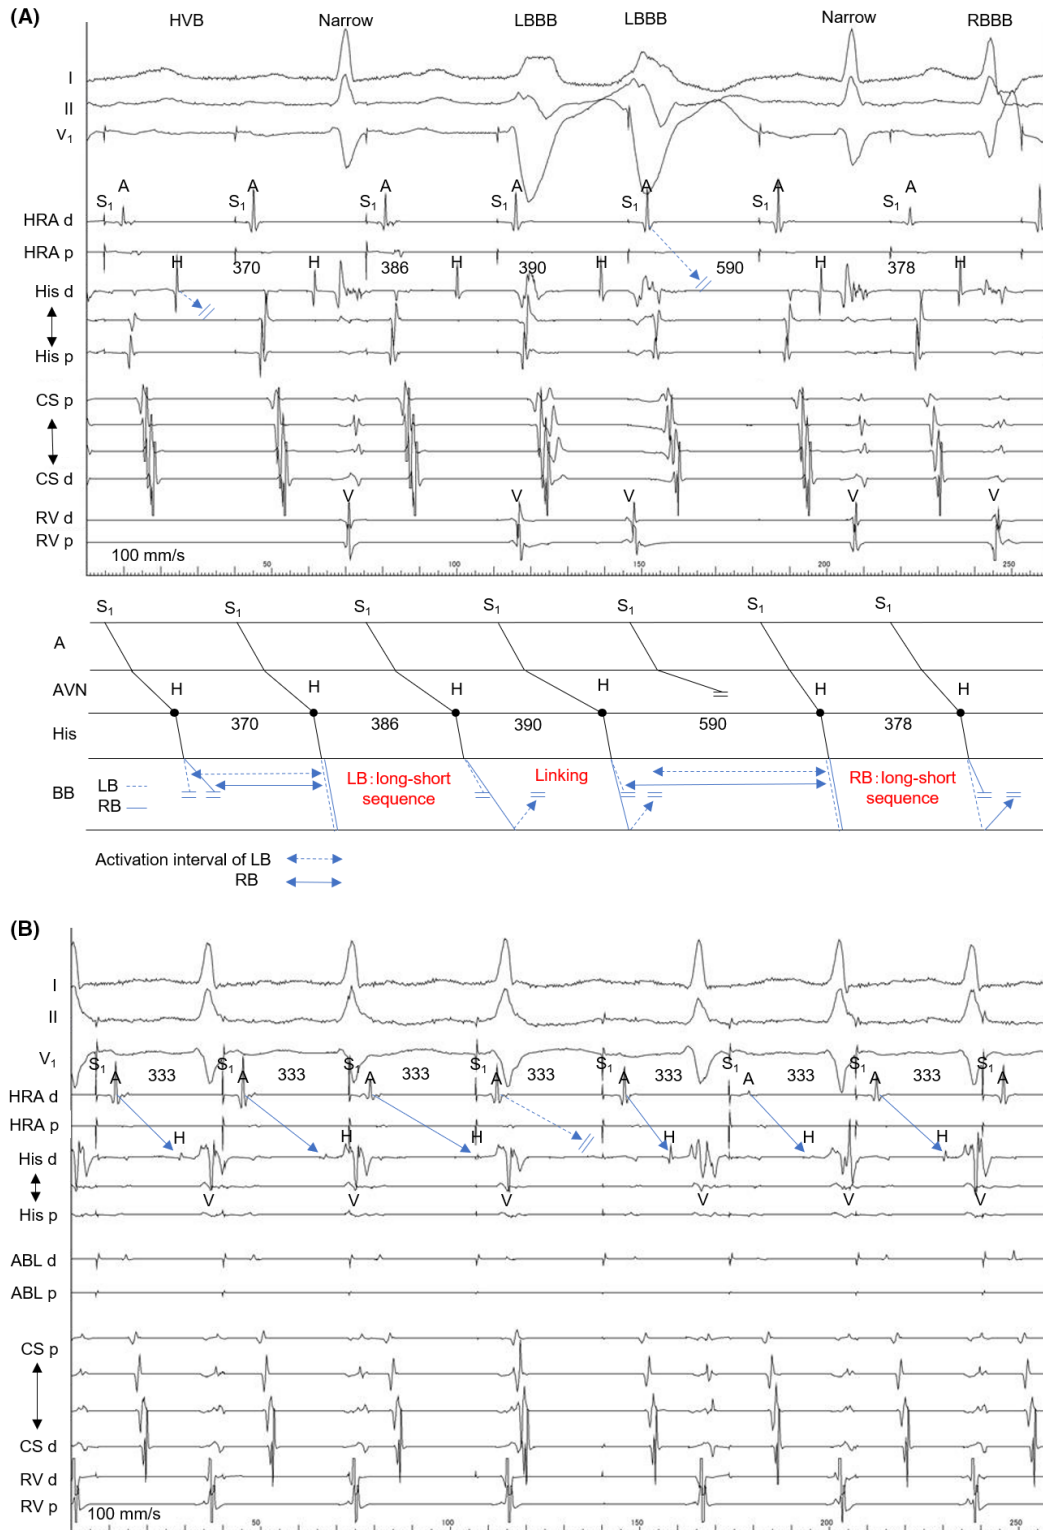 (A)
HVB Narrow LBBB LBBB Narrow RBBB
I
II
V1
A A A A A A A
S1 S1 S1 S1 S1 S1 S1
HRA d
HRA p
H 370 H 386 H 390 H 590 H 378 H
His d
His p
CS p
CS d
V V V V V
RV d
RV p
100 mm/s
50 100 150 200 250
S1 S1 S1 S1 S1 S1 S1
A
AVN
H H H H H H
370 386 390 590 378
His
LB : long-short sequence Linking RB : long-short sequence
LB
BB
RB
Activation interval of LB
RB
(B)
I
II
V1
S1 S1 S1 S1 S1 S1 S1 S1
A 333 A 333 A 333 A 333 A 333 A 333 A 333 A
HRA d
HRA p
H H H H H H
His d
V V V V V V
His p
ABL d
ABL p
CS p
CS d
RV d
RV p
100 mm/s
50 100 150 200 250